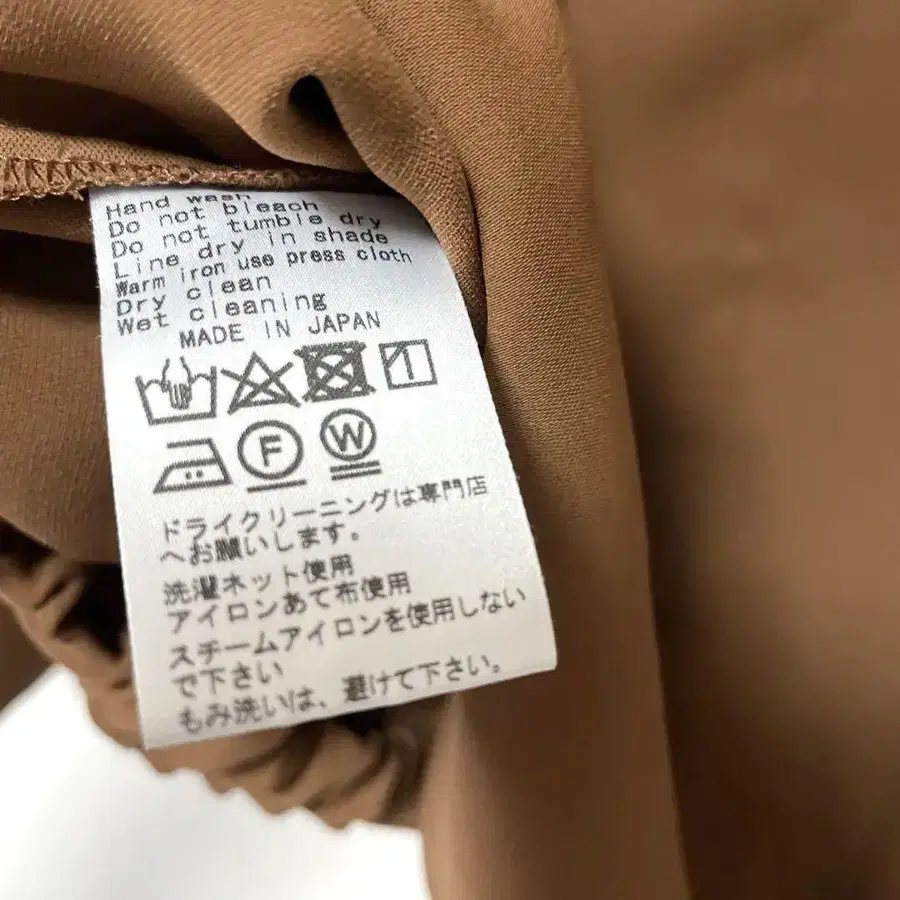 Hand wash
Do not bleach
Do not tumble dry
Line dry in shade
Warm iron use press cloth
Dry clean
Wet cleaning
MADE IN JAPAN
F
W
ドライクリーニングは専門店
へお願いします。
洗濯ネット使用
アイロンあて布使用
スチームアイロンを使用しない
で下さい
もみ洗いは、避けて下さい。